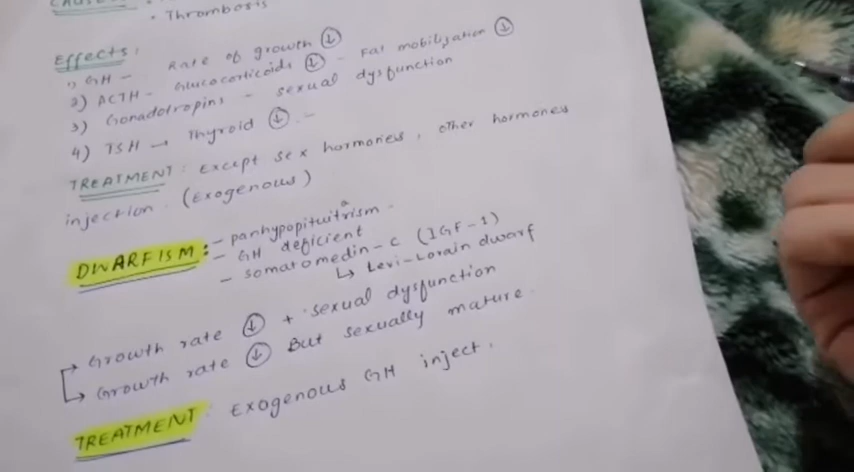 • Thrombosis
Effects :
1) GH - Rate of growth ↓
2) ACTH - Glucocorticoids ↓ - Fat mobilization ↓
3) Gonadotropins - sexual dysfunction
4) TSH → Thyroid ↓ . -
TREATMENT : Except sex hormones, other hormones
injection. (Exogenous)
DWARFISM : - panhypopituitrism -
- GH deficient
- somatomedin-c (IGF-1)
↳ Levi-Lorain dwarf
→ Growth rate ↓ + sexual dysfunction
↳ Growth rate ↓ But sexually mature.
TREATMENT : Exogenous GH inject.